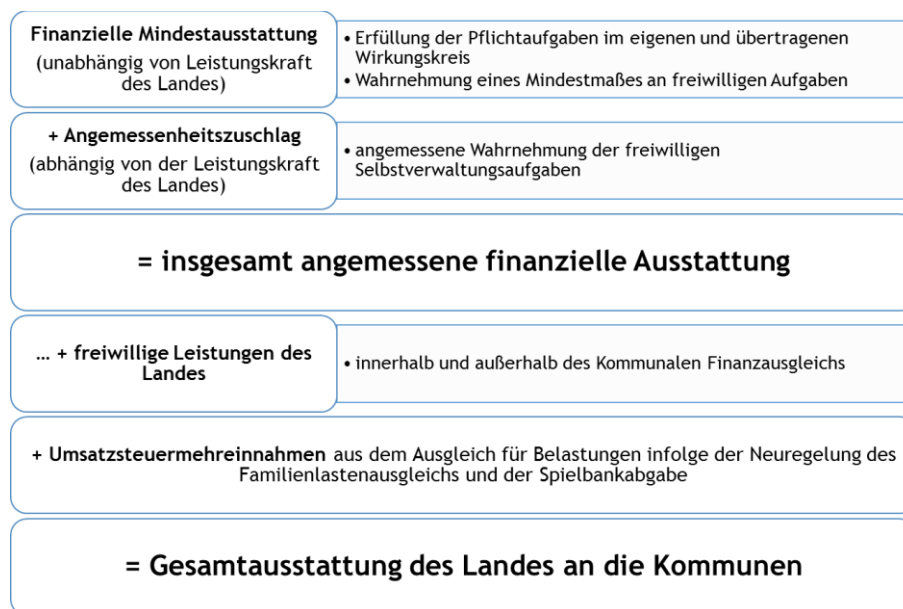 Finanzielle Mindestausstattung
(unabhängig von Leistungskraft
des Landes)
• Erfüllung der Pflichtaufgaben im eigenen und übertragenen
Wirkungskreis
• Wahrnehmung eines Mindestmaßes an freiwilligen Aufgaben
+ Angemessenheitszuschlag
(abhängig von der Leistungskraft
des Landes)
• angemessene Wahrnehmung der freiwilligen
Selbstverwaltungsaufgaben
= insgesamt angemessene finanzielle Ausstattung
... + freiwillige Leistungen des
Landes
• innerhalb und außerhalb des Kommunalen Finanzausgleichs
+ Umsatzsteuermehreinnahmen aus dem Ausgleich für Belastungen infolge der Neuregelung des
Familienlastenausgleichs und der Spielbankabgabe
= Gesamtausstattung des Landes an die Kommunen